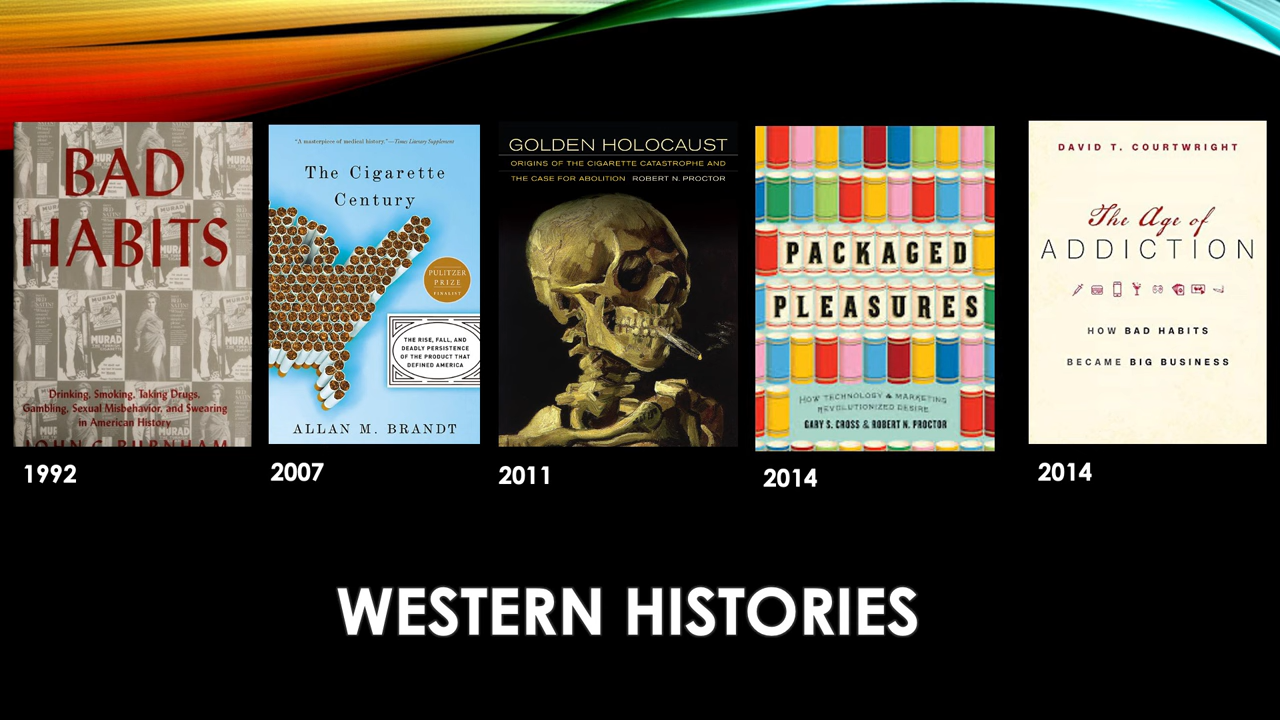 BAD
HABITS
Drinking, Smoking, Taking Drugs,
Gambling, Sexual Misbehavior, and Swearing
in American History
JOHN C. BURNHAM
1992
"A masterpiece of medical history."—Times Literary Supplement
The Cigarette
Century
PULITZER
PRIZE
FINALIST
THE RISE, FALL, AND
DEADLY PERSISTENCE
OF THE PRODUCT THAT
DEFINED AMERICA
ALLAN M. BRANDT
2007
GOLDEN HOLOCAUST
ORIGINS OF THE CIGARETTE CATASTROPHE AND
THE CASE FOR ABOLITION ROBERT N. PROCTOR
2011
PACKAGED
PLEASURES
HOW TECHNOLOGY & MARKETING
REVOLUTIONIZED DESIRE
GARY S. CROSS & ROBERT N. PROCTOR
2014
DAVID T. COURTWRIGHT
The Age of
ADDICTION
HOW BAD HABITS
BECAME BIG BUSINESS
2014
WESTERN HISTORIES